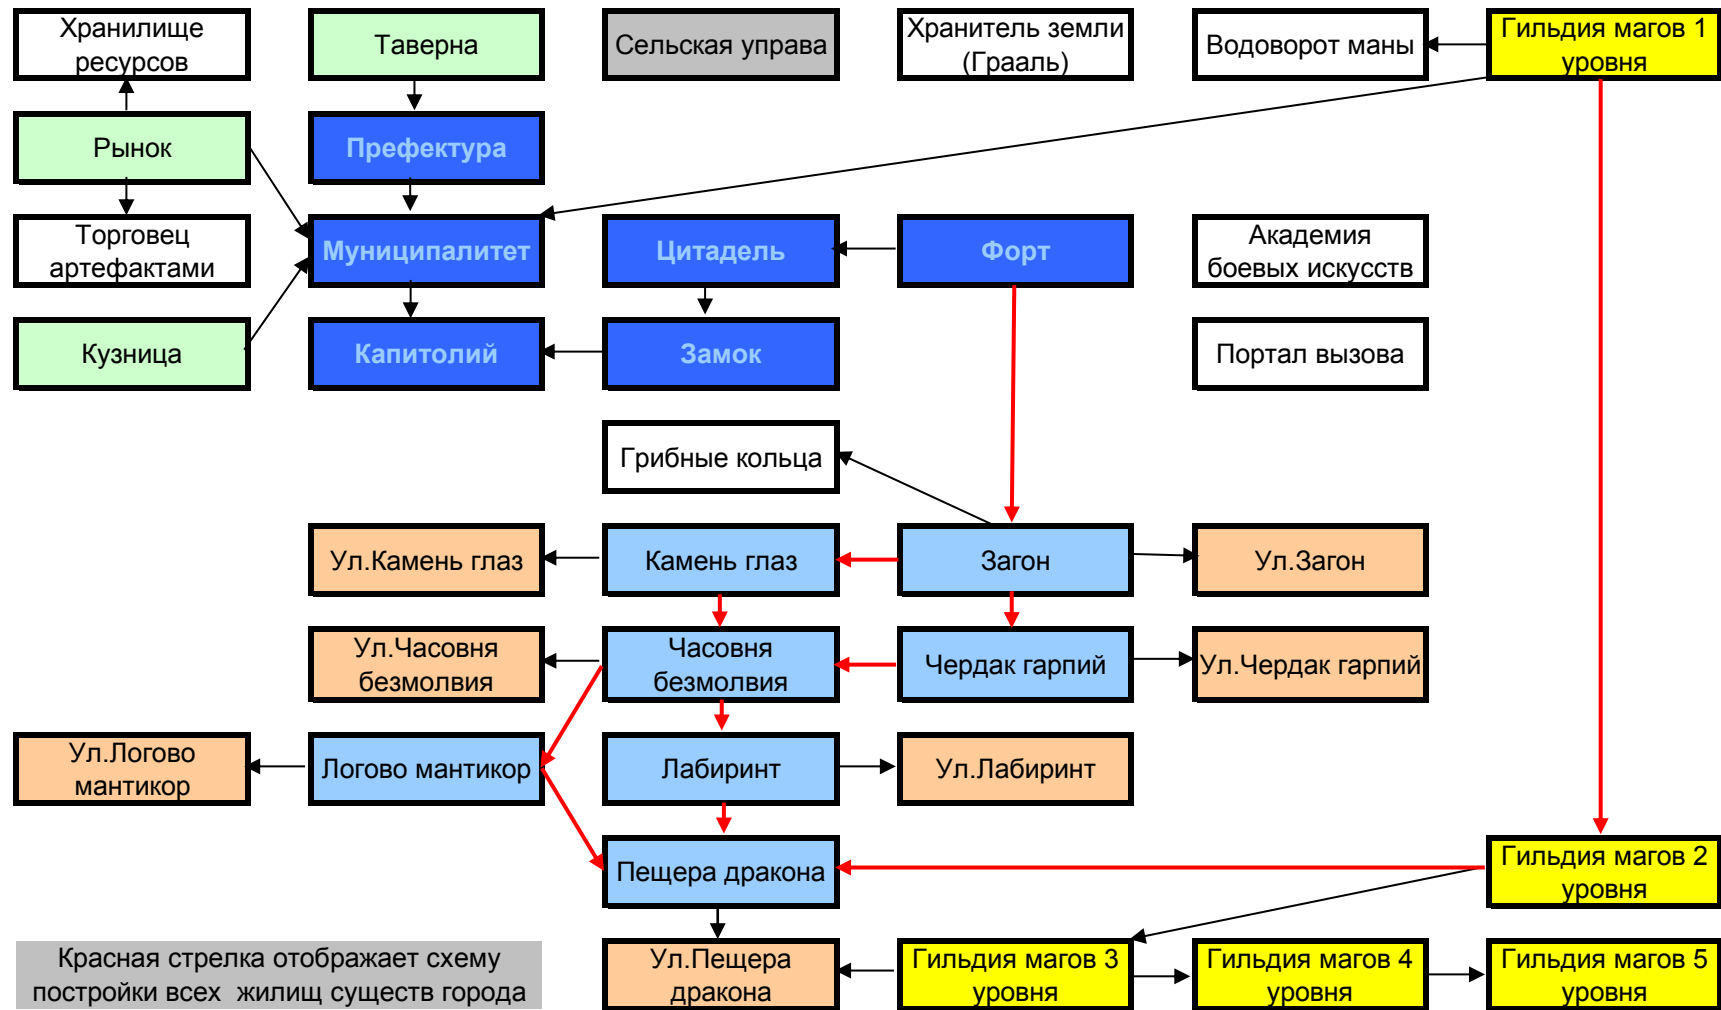 Хранилище
ресурсов
Таверна
Сельская управа
Хранитель земли
(Грааль)
Водоворот маны
Гильдия магов 1
уровня
Рынок
Префектура
Торговец
артефактами
Муниципалитет
Цитадель
Форт
Академия
боевых искусств
Кузница
Капитолий
Замок
Портал вызова
Грибные кольца
Ул.Камень глаз
Камень глаз
Загон
Ул.Загон
Ул.Часовня
безмолвия
Часовня
безмолвия
Чердак гарпий
Ул.Чердак гарпий
Ул.Логово
мантикор
Логово мантикор
Лабиринт
Ул.Лабиринт
Пещера дракона
Гильдия магов 2
уровня
Красная стрелка отображает схему
постройки всех жилищ существ города
Ул.Пещера
дракона
Гильдия магов 3
уровня
Гильдия магов 4
уровня
Гильдия магов 5
уровня